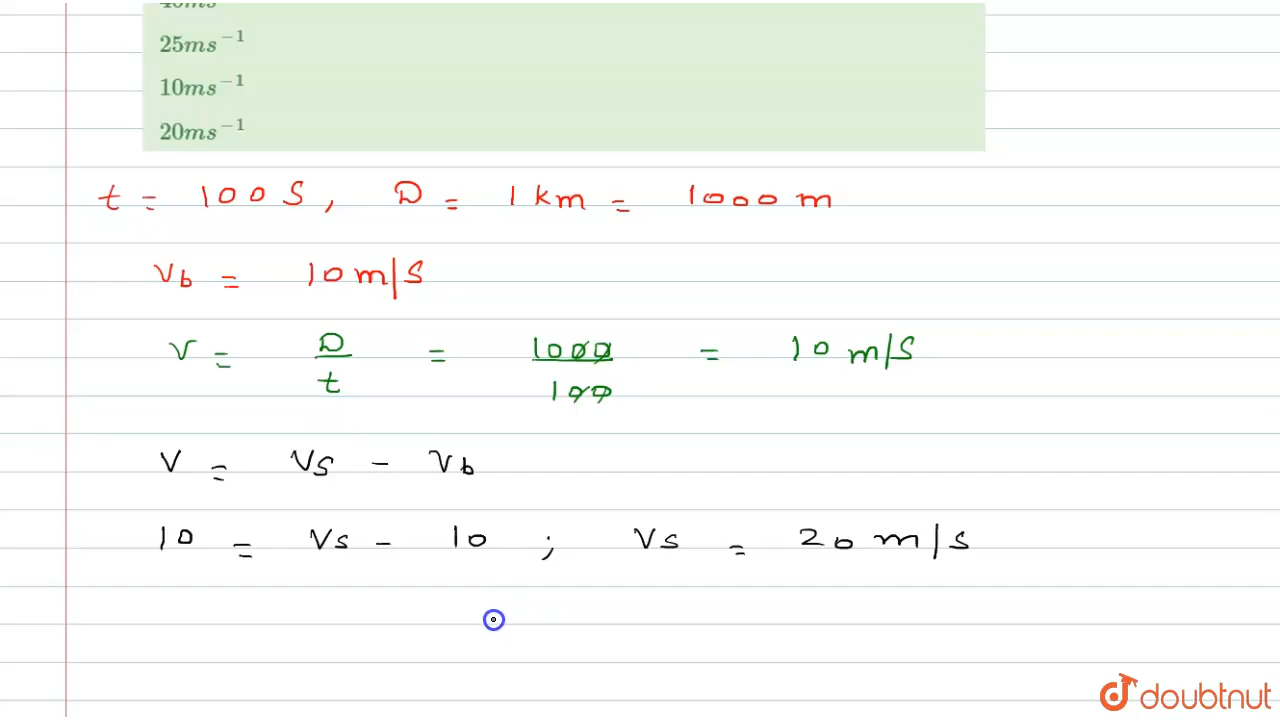 40ms
25ms⁻¹
10ms⁻¹
20ms⁻¹
t = 100 S, D = 1 km = 1000 m
Vb = 10 m/S
V = D/t = 1000/100 = 10 m/S
V = VS - Vb
10 = VS - 10 ; VS = 20 m/s
doubtnut